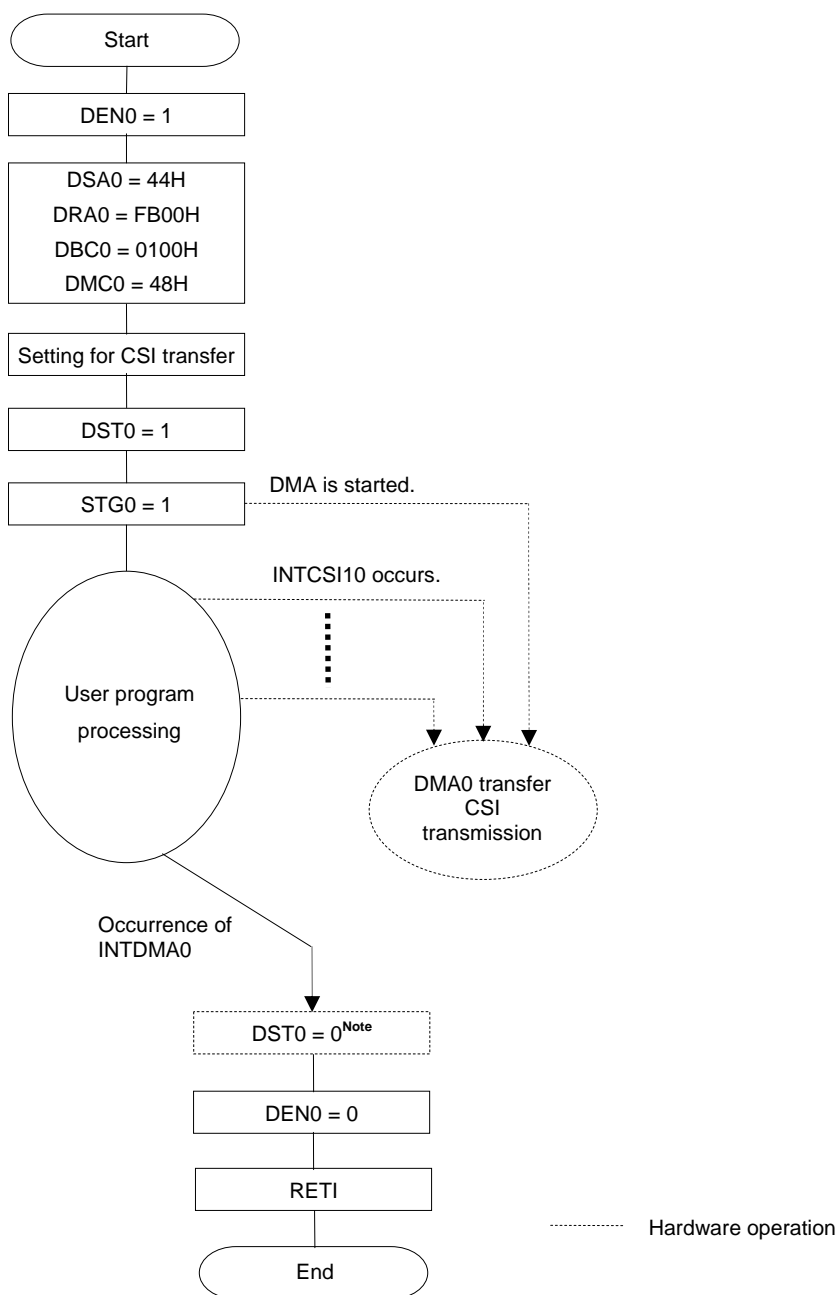 Start
DEN0 = 1
DSA0 = 44H
DRA0 = FB00H
DBC0 = 0100H
DMC0 = 48H
Setting for CSI transfer
DST0 = 1
DMA is started.
STG0 = 1
INTCSI10 occurs.
User program
processing
DMA0 transfer
CSI
transmission
Occurrence of
INTDMA0
DST0 = 0Note
DEN0 = 0
RETI
Hardware operation
End